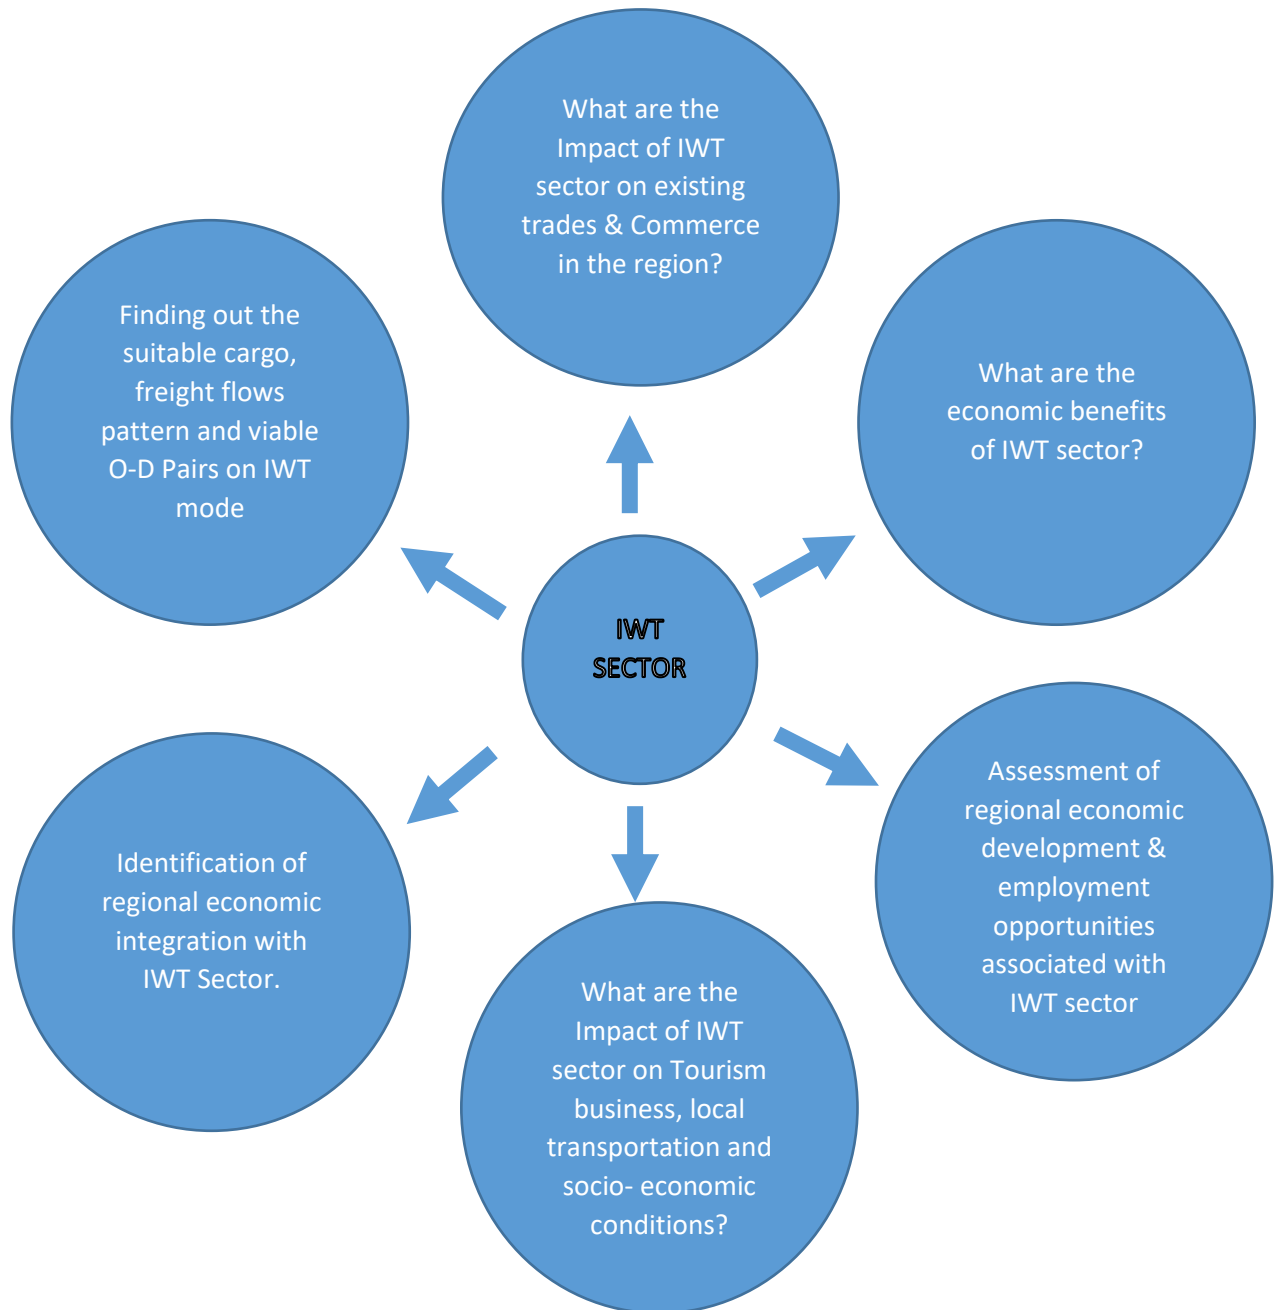 What are the
Impact of IWT
sector on existing
trades & Commerce
in the region?
Finding out the
suitable cargo,
freight flows
pattern and viable
O-D Pairs on IWT
mode
What are the
economic benefits
of IWT sector?
IWT
SECTOR
Assessment of
regional economic
development &
employment
opportunities
associated with
IWT sector
Identification of
regional economic
integration with
IWT Sector.
What are the
Impact of IWT
sector on Tourism
business, local
transportation and
socio- economic
conditions?